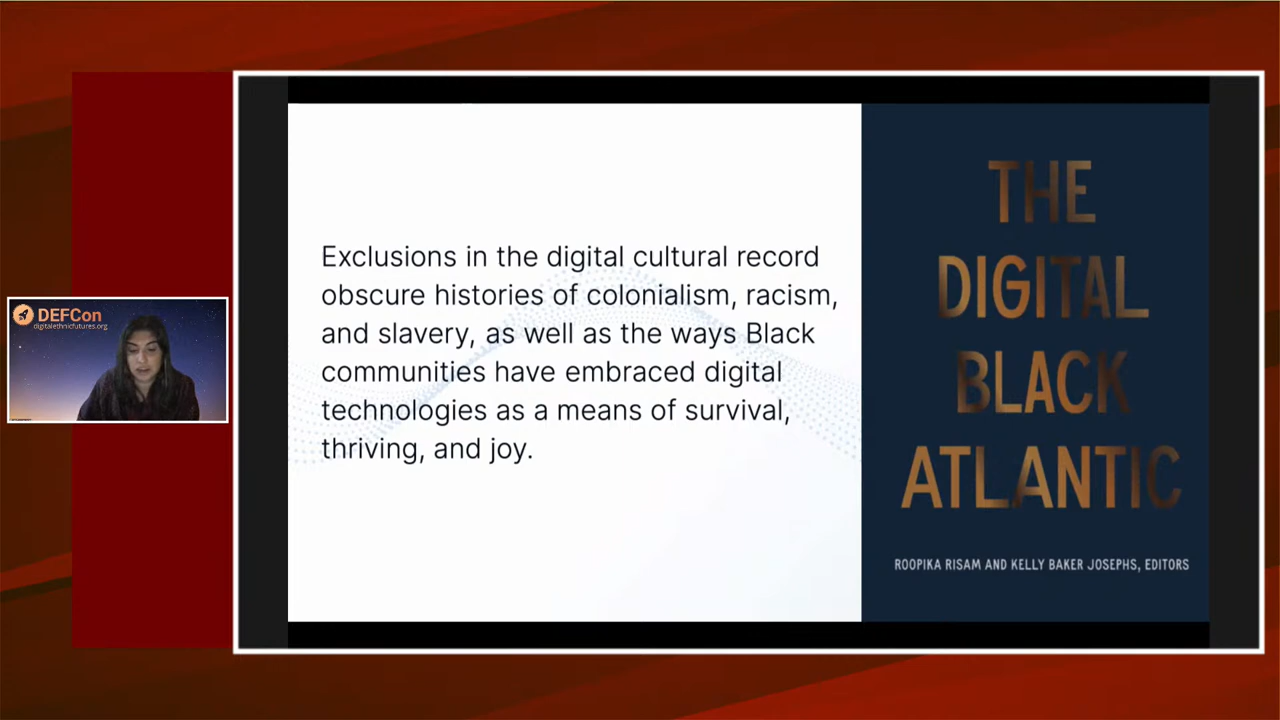 DEFCon
digitalethnicfutures.org
Exclusions in the digital cultural record
obscure histories of colonialism, racism,
and slavery, as well as the ways Black
communities have embraced digital
technologies as a means of survival,
thriving, and joy.
THE
DIGITAL
BLACK
ATLANTIC
ROOPIKA RISAM AND KELLY BAKER JOSEPHS, EDITORS